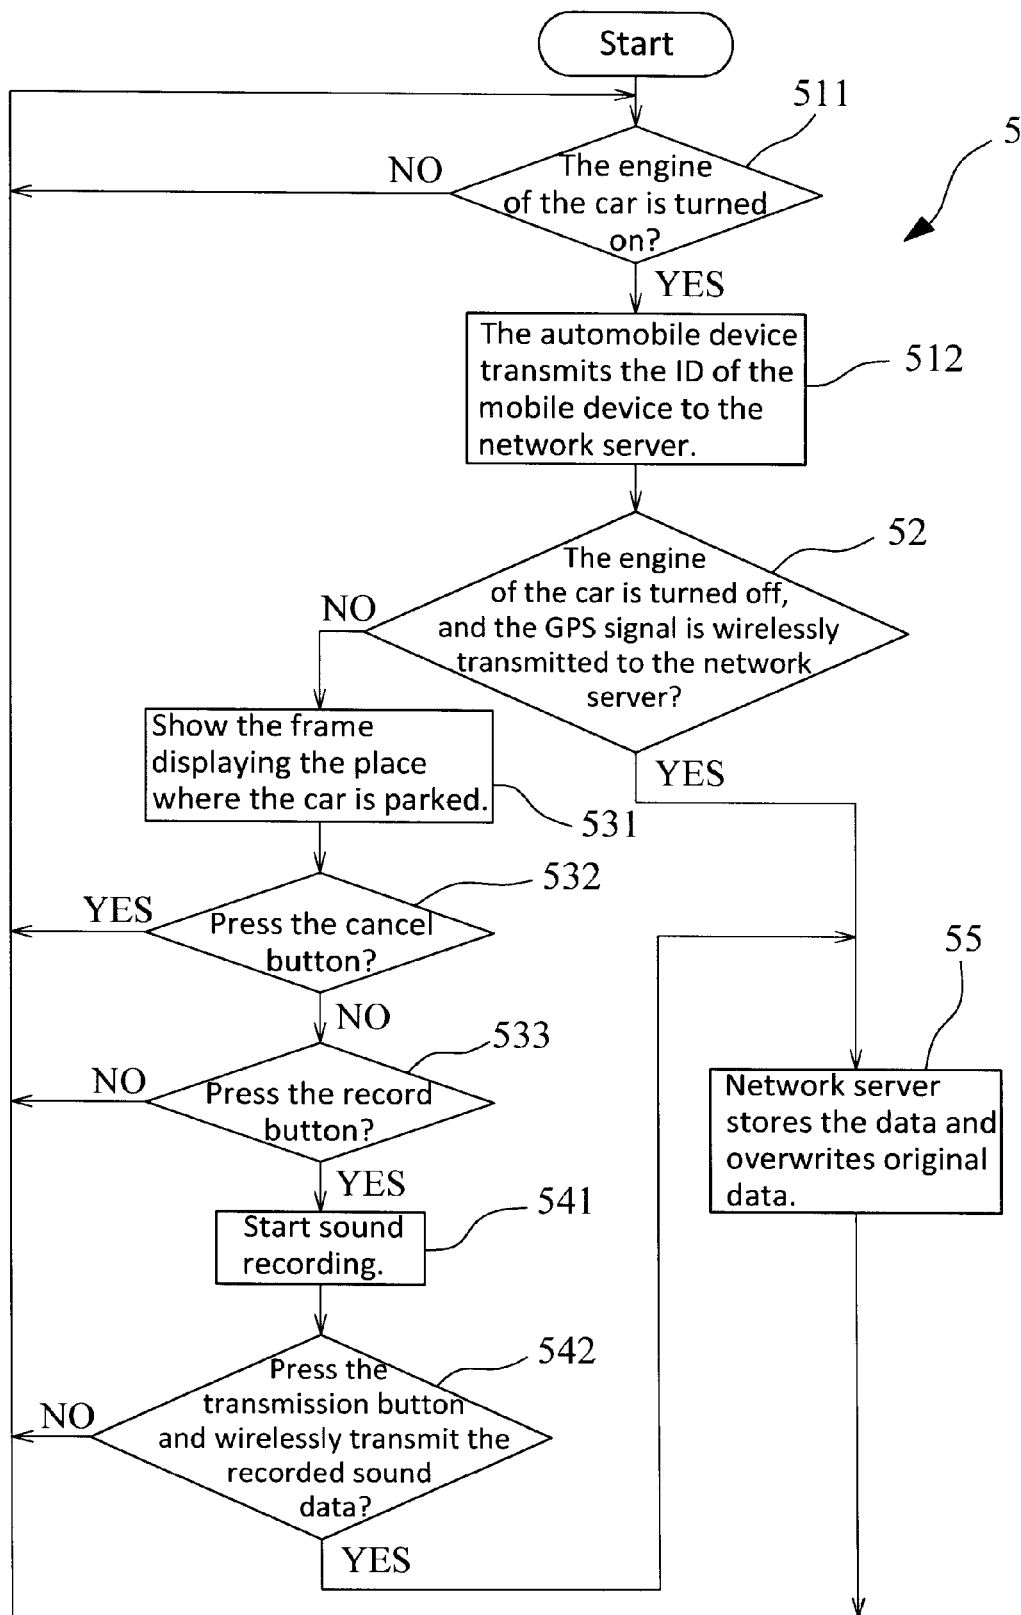 Start
511
5
NO
The engine
of the car is turned
on?
YES
The automobile device
transmits the ID of the
mobile device to the
network server.
512
52
The engine
of the car is turned off,
and the GPS signal is wirelessly
transmitted to the network
server?
NO
YES
Show the frame
displaying the place
where the car is parked.
531
532
YES
Press the cancel
button?
NO
55
533
NO
Press the record
button?
YES
Network server
stores the data and
overwrites original
data.
541
Start sound
recording.
542
Press the
transmission button
and wirelessly transmit the
recorded sound
data?
NO
YES